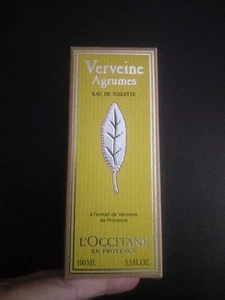 Verveine
Agrumes
EAU DE TOILETTE
A l'extrait de Verveine
de Provence
L'OCCITANE
EN PROVENCE
100 ML 3.3 FL.OZ.